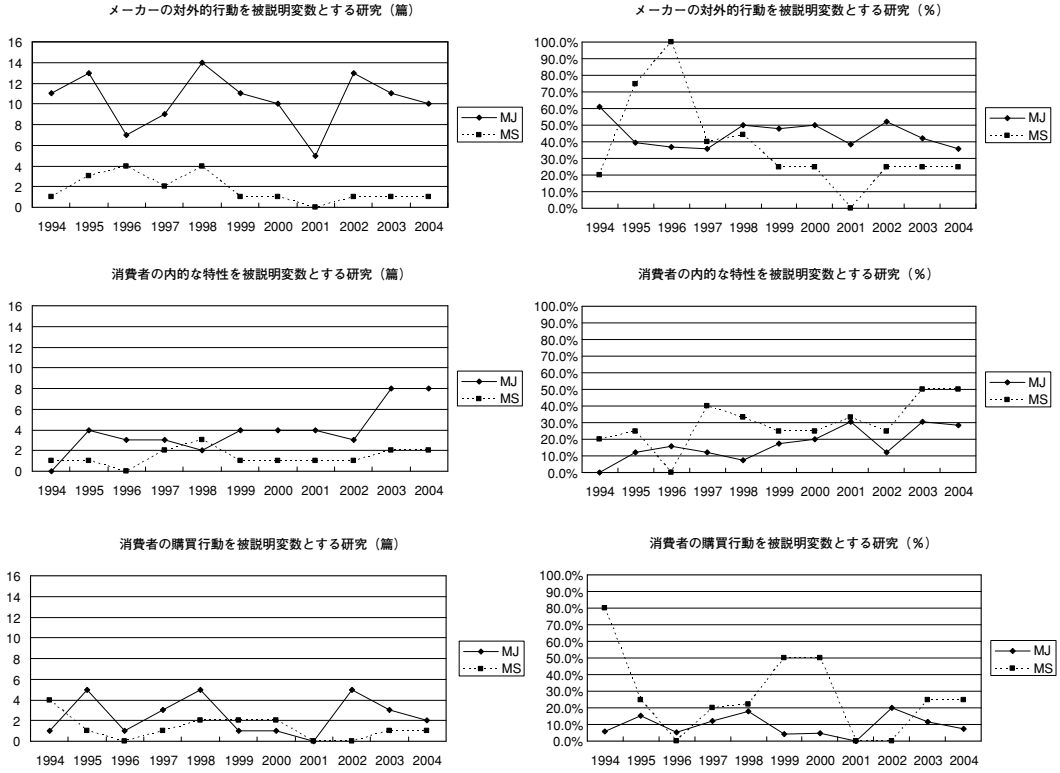 メーカーの対外的行動を被説明変数とする研究（篇）
16
14
12
10
8
6
4
2
0
1994 1995 1996 1997 1998 1999 2000 2001 2002 2003 2004
MJ
MS
メーカーの対外的行動を被説明変数とする研究（％）
100.0%
90.0%
80.0%
70.0%
60.0%
50.0%
40.0%
30.0%
20.0%
10.0%
0.0%
1994 1995 1996 1997 1998 1999 2000 2001 2002 2003 2004
MJ
MS
消費者の内的な特性を被説明変数とする研究（篇）
16
14
12
10
8
6
4
2
0
1994 1995 1996 1997 1998 1999 2000 2001 2002 2003 2004
MJ
MS
消費者の内的な特性を被説明変数とする研究（％）
100.0%
90.0%
80.0%
70.0%
60.0%
50.0%
40.0%
30.0%
20.0%
10.0%
0.0%
1994 1995 1996 1997 1998 1999 2000 2001 2002 2003 2004
MJ
MS
消費者の購買行動を被説明変数とする研究（篇）
16
14
12
10
8
6
4
2
0
1994 1995 1996 1997 1998 1999 2000 2001 2002 2003 2004
MJ
MS
消費者の購買行動を被説明変数とする研究（％）
100.0%
90.0%
80.0%
70.0%
60.0%
50.0%
40.0%
30.0%
20.0%
10.0%
0.0%
1994 1995 1996 1997 1998 1999 2000 2001 2002 2003 2004
MJ
MS